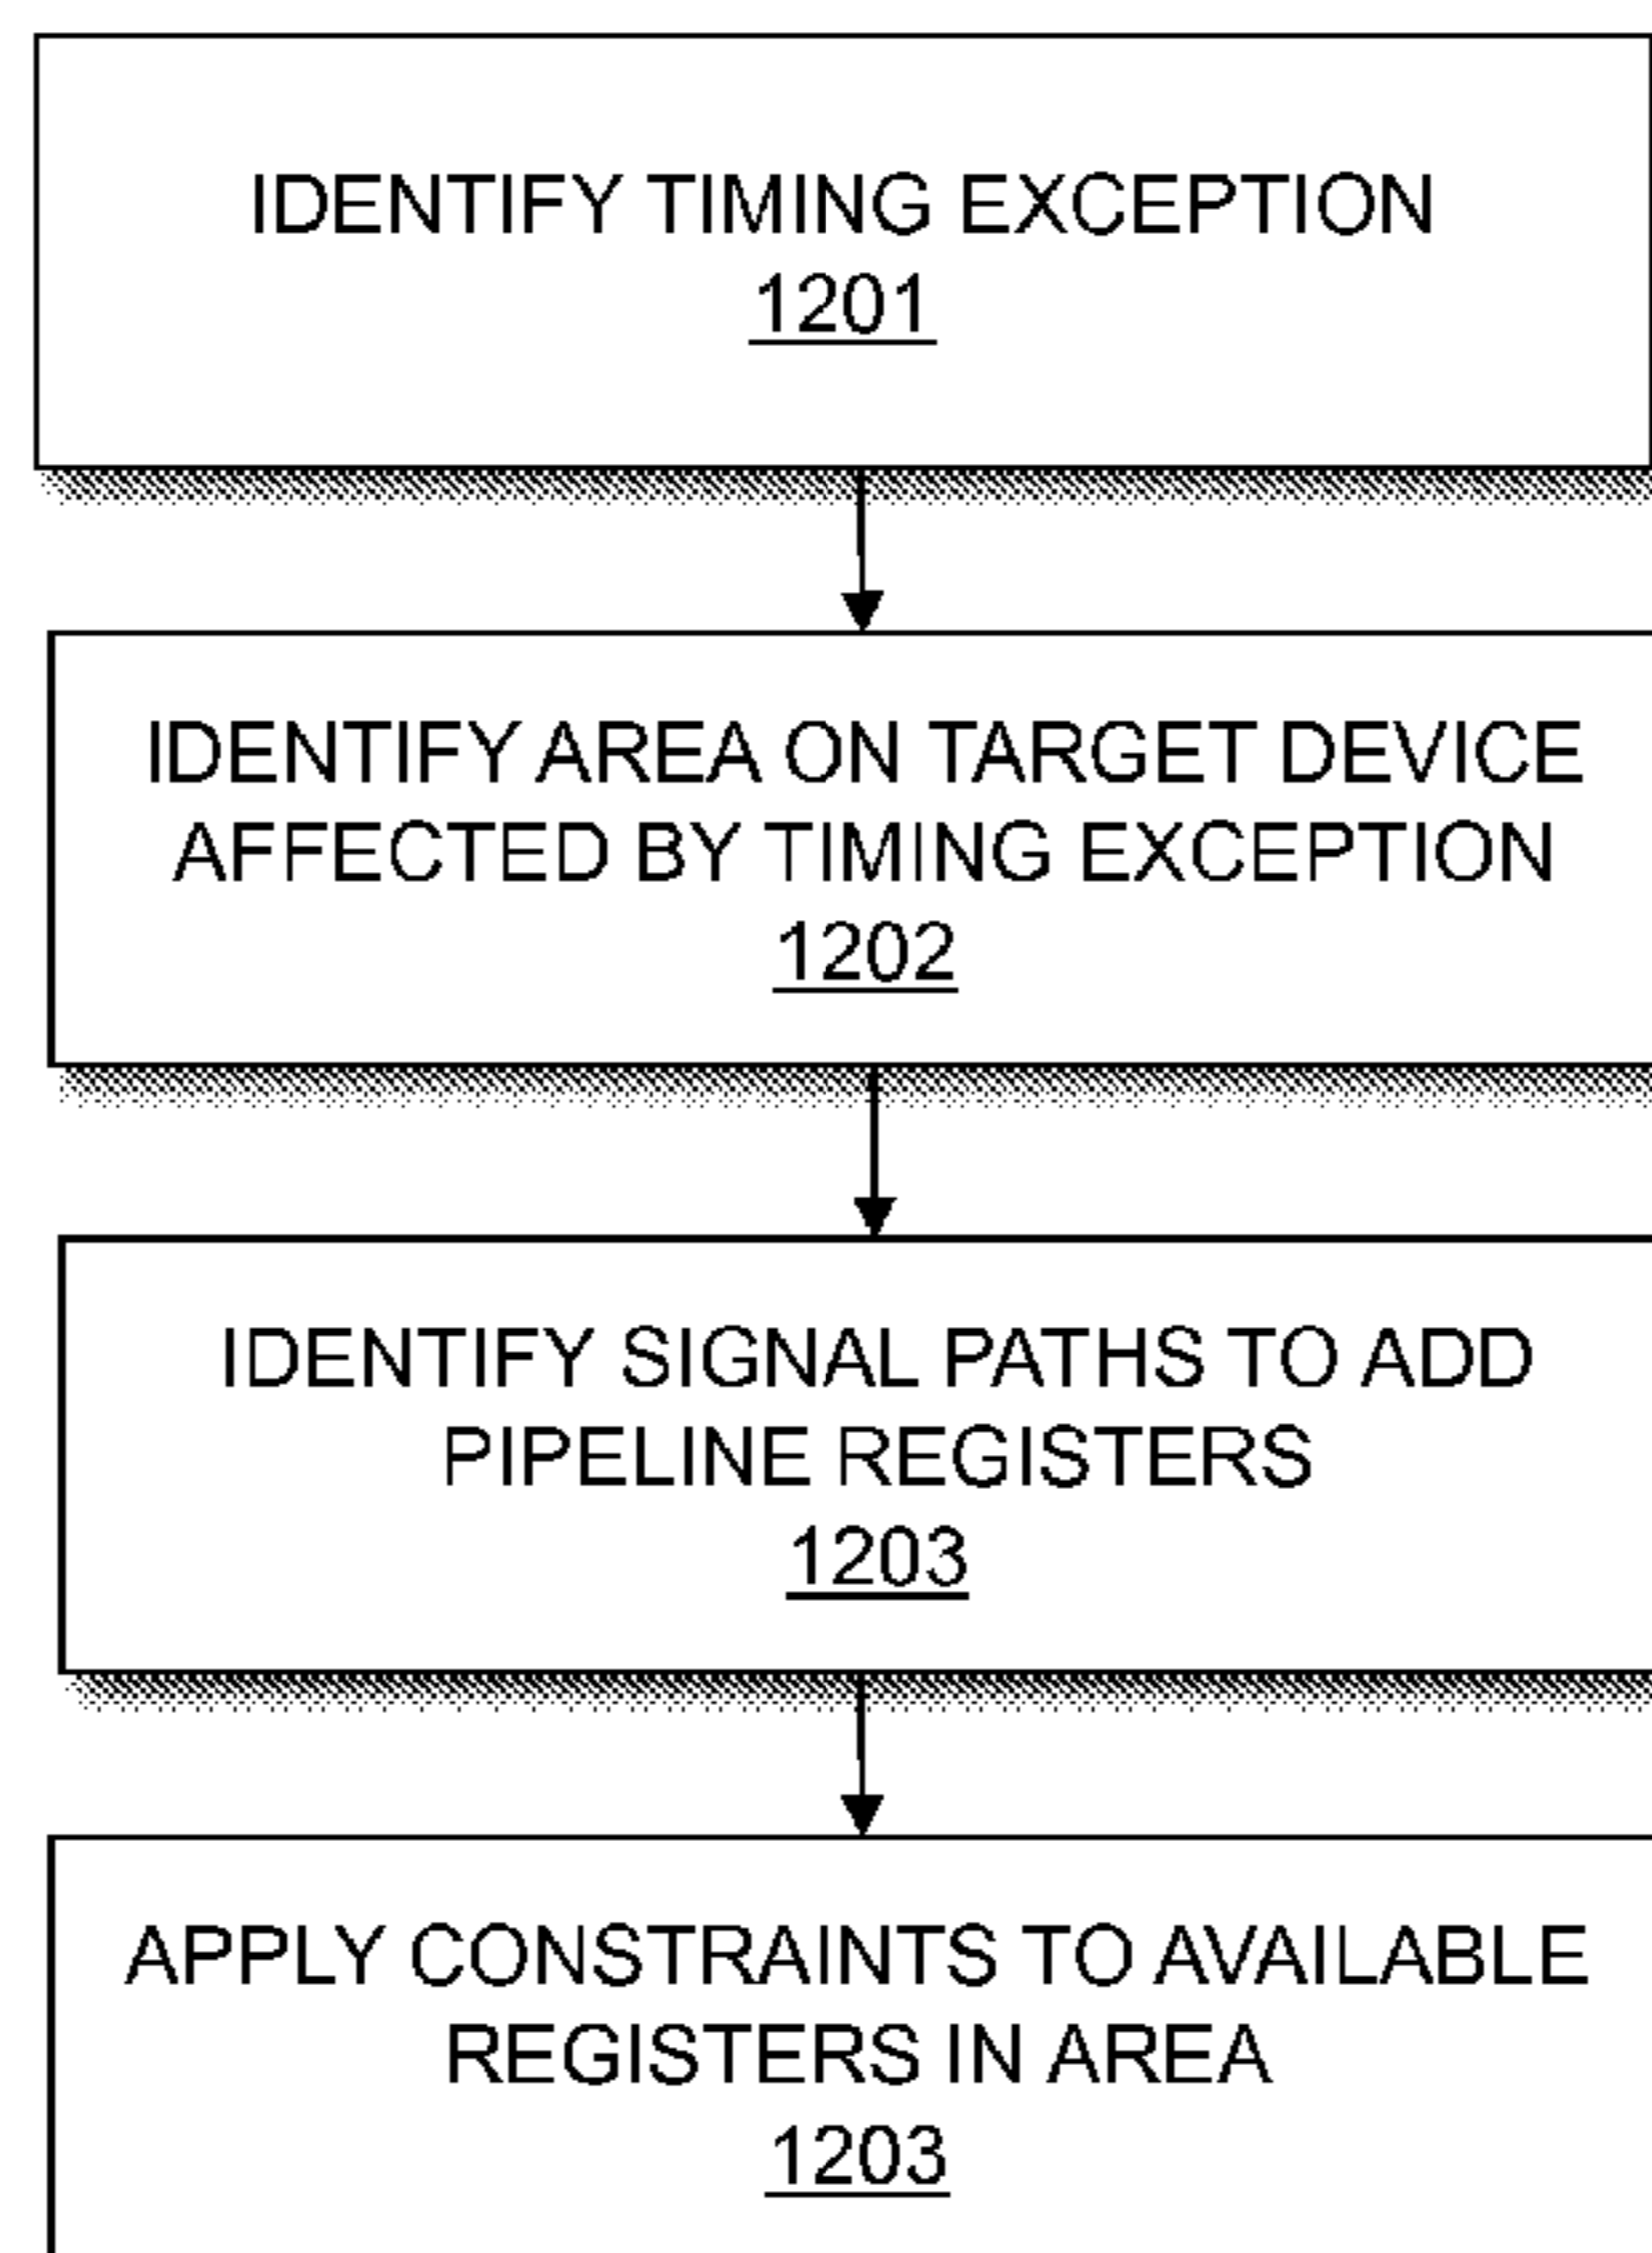 IDENTIFY TIMING EXCEPTION
1201
IDENTIFY AREA ON TARGET DEVICE
AFFECTED BY TIMING EXCEPTION
1202
IDENTIFY SIGNAL PATHS TO ADD
PIPELINE REGISTERS
1203
APPLY CONSTRAINTS TO AVAILABLE
REGISTERS IN AREA
1203